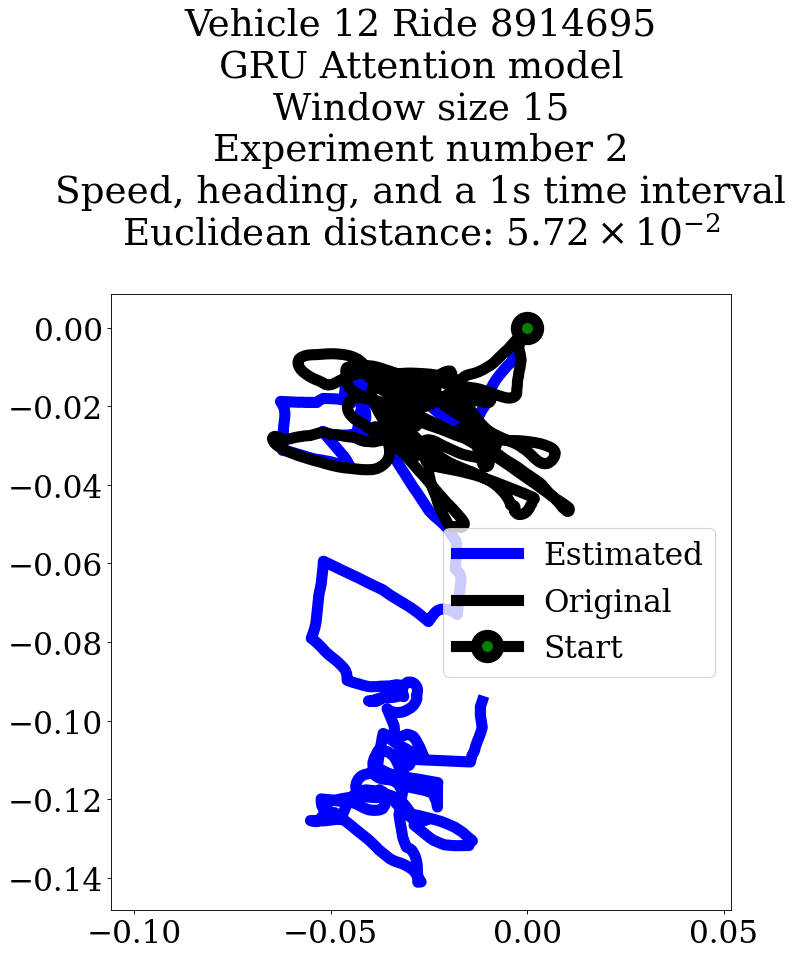 Vehicle 12 Ride 8914695
GRU Attention model
Window size 15
Experiment number 2
Speed, heading, and a 1s time interval
Euclidean distance: 5.72 × 10⁻²
0.00
−0.02
−0.04
−0.06
−0.08
−0.10
−0.12
−0.14
Estimated
Original
Start
−0.10
−0.05
0.00
0.05